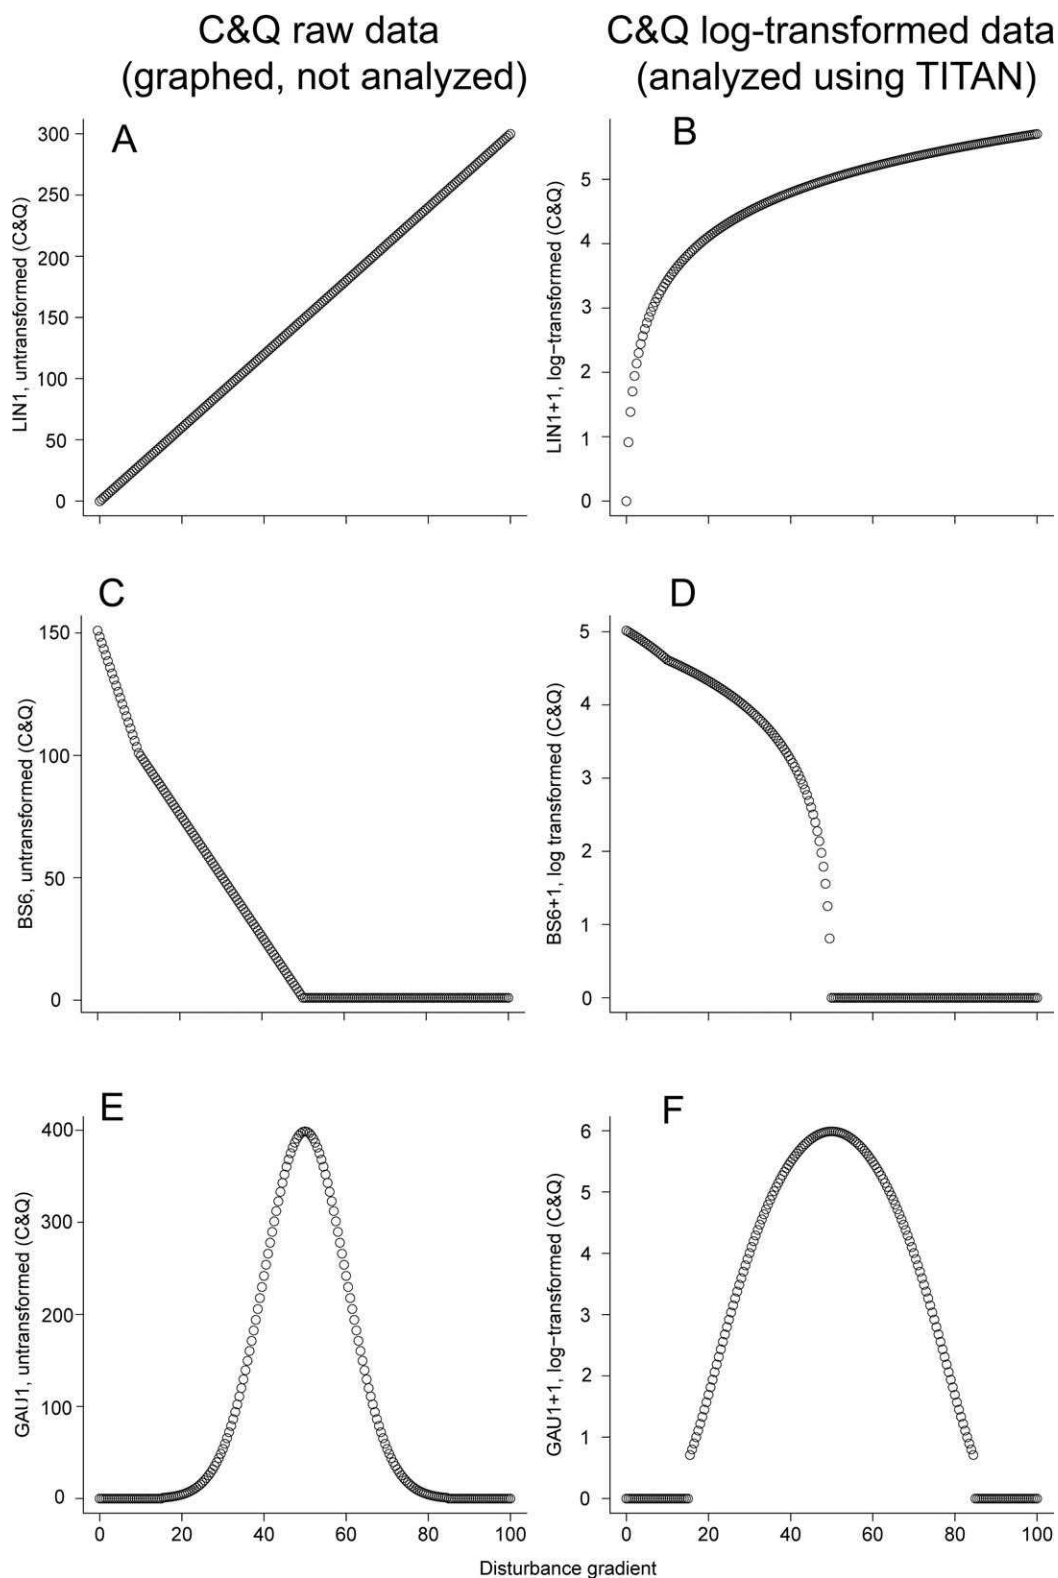 C&Q raw data
(graphed, not analyzed)
C&Q log-transformed data
(analyzed using TITAN)
A
LIN1, untransformed (C&Q)
300
250
200
150
100
50
0
B
LIN1+1, log-transformed (C&Q)
5
4
3
2
1
0
C
BS6, untransformed (C&Q)
150
100
50
0
D
BS6+1, log transformed (C&Q)
5
4
3
2
1
0
E
GAU1, untransformed (C&Q)
400
300
200
100
0
0 20 40 60 80 100
F
GAU1+1, log-transformed (C&Q)
6
5
4
3
2
1
0
0 20 40 60 80 100
Disturbance gradient